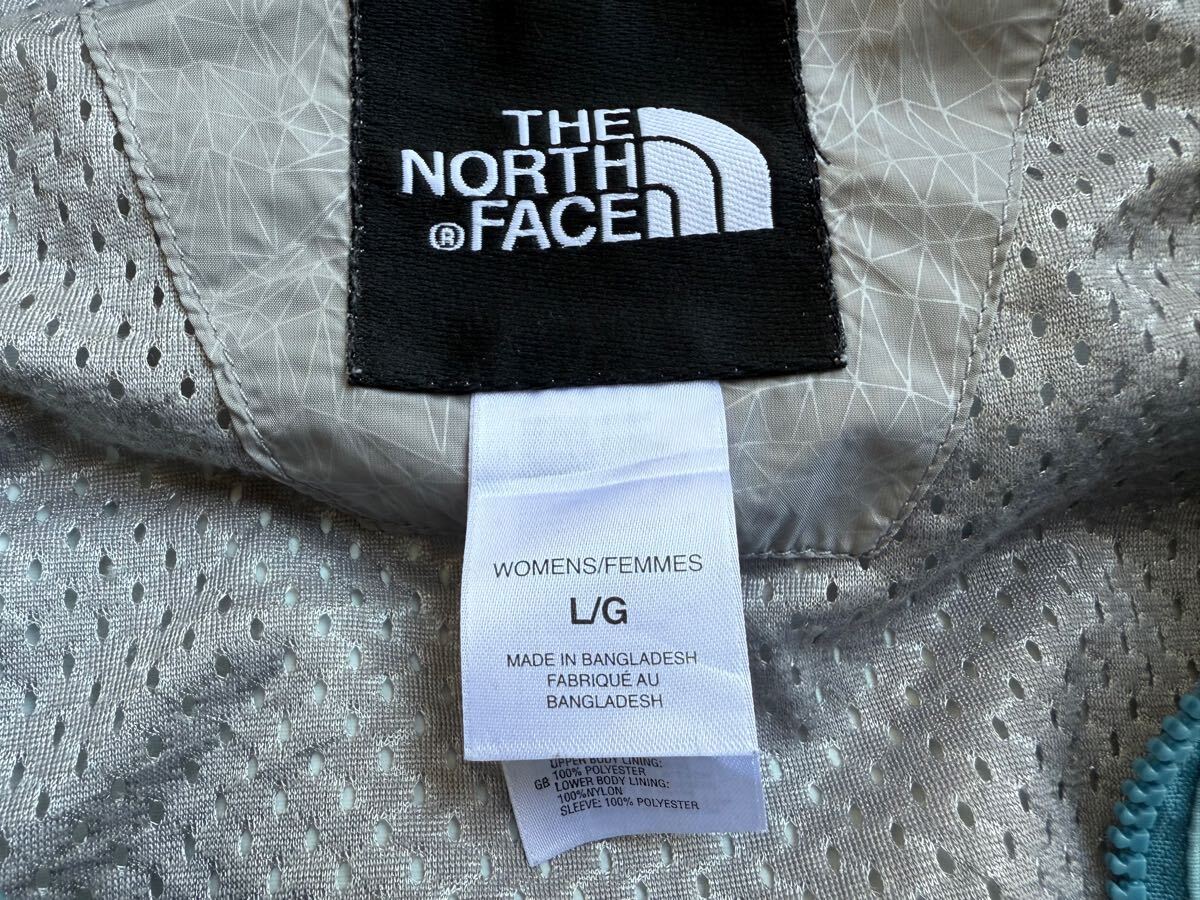 THE
NORTH
® FACE
WOMENS/FEMMES
L/G
MADE IN BANGLADESH
FABRIQUÉ AU
BANGLADESH
UPPER BODY LINING:
100% POLYESTER
GB LOWER BODY LINING:
100%NYLON
SLEEVE: 100% POLYESTER